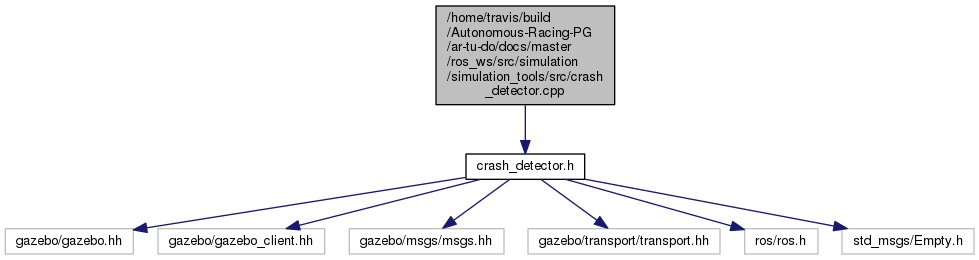 /home/travis/build
/Autonomous-Racing-PG
/ar-tu-do/docs/master
/ros_ws/src/simulation
/simulation_tools/src/crash
_detector.cpp
crash_detector.h
gazebo/gazebo.hh
gazebo/gazebo_client.hh
gazebo/msgs/msgs.hh
gazebo/transport/transport.hh
ros/ros.h
std_msgs/Empty.h